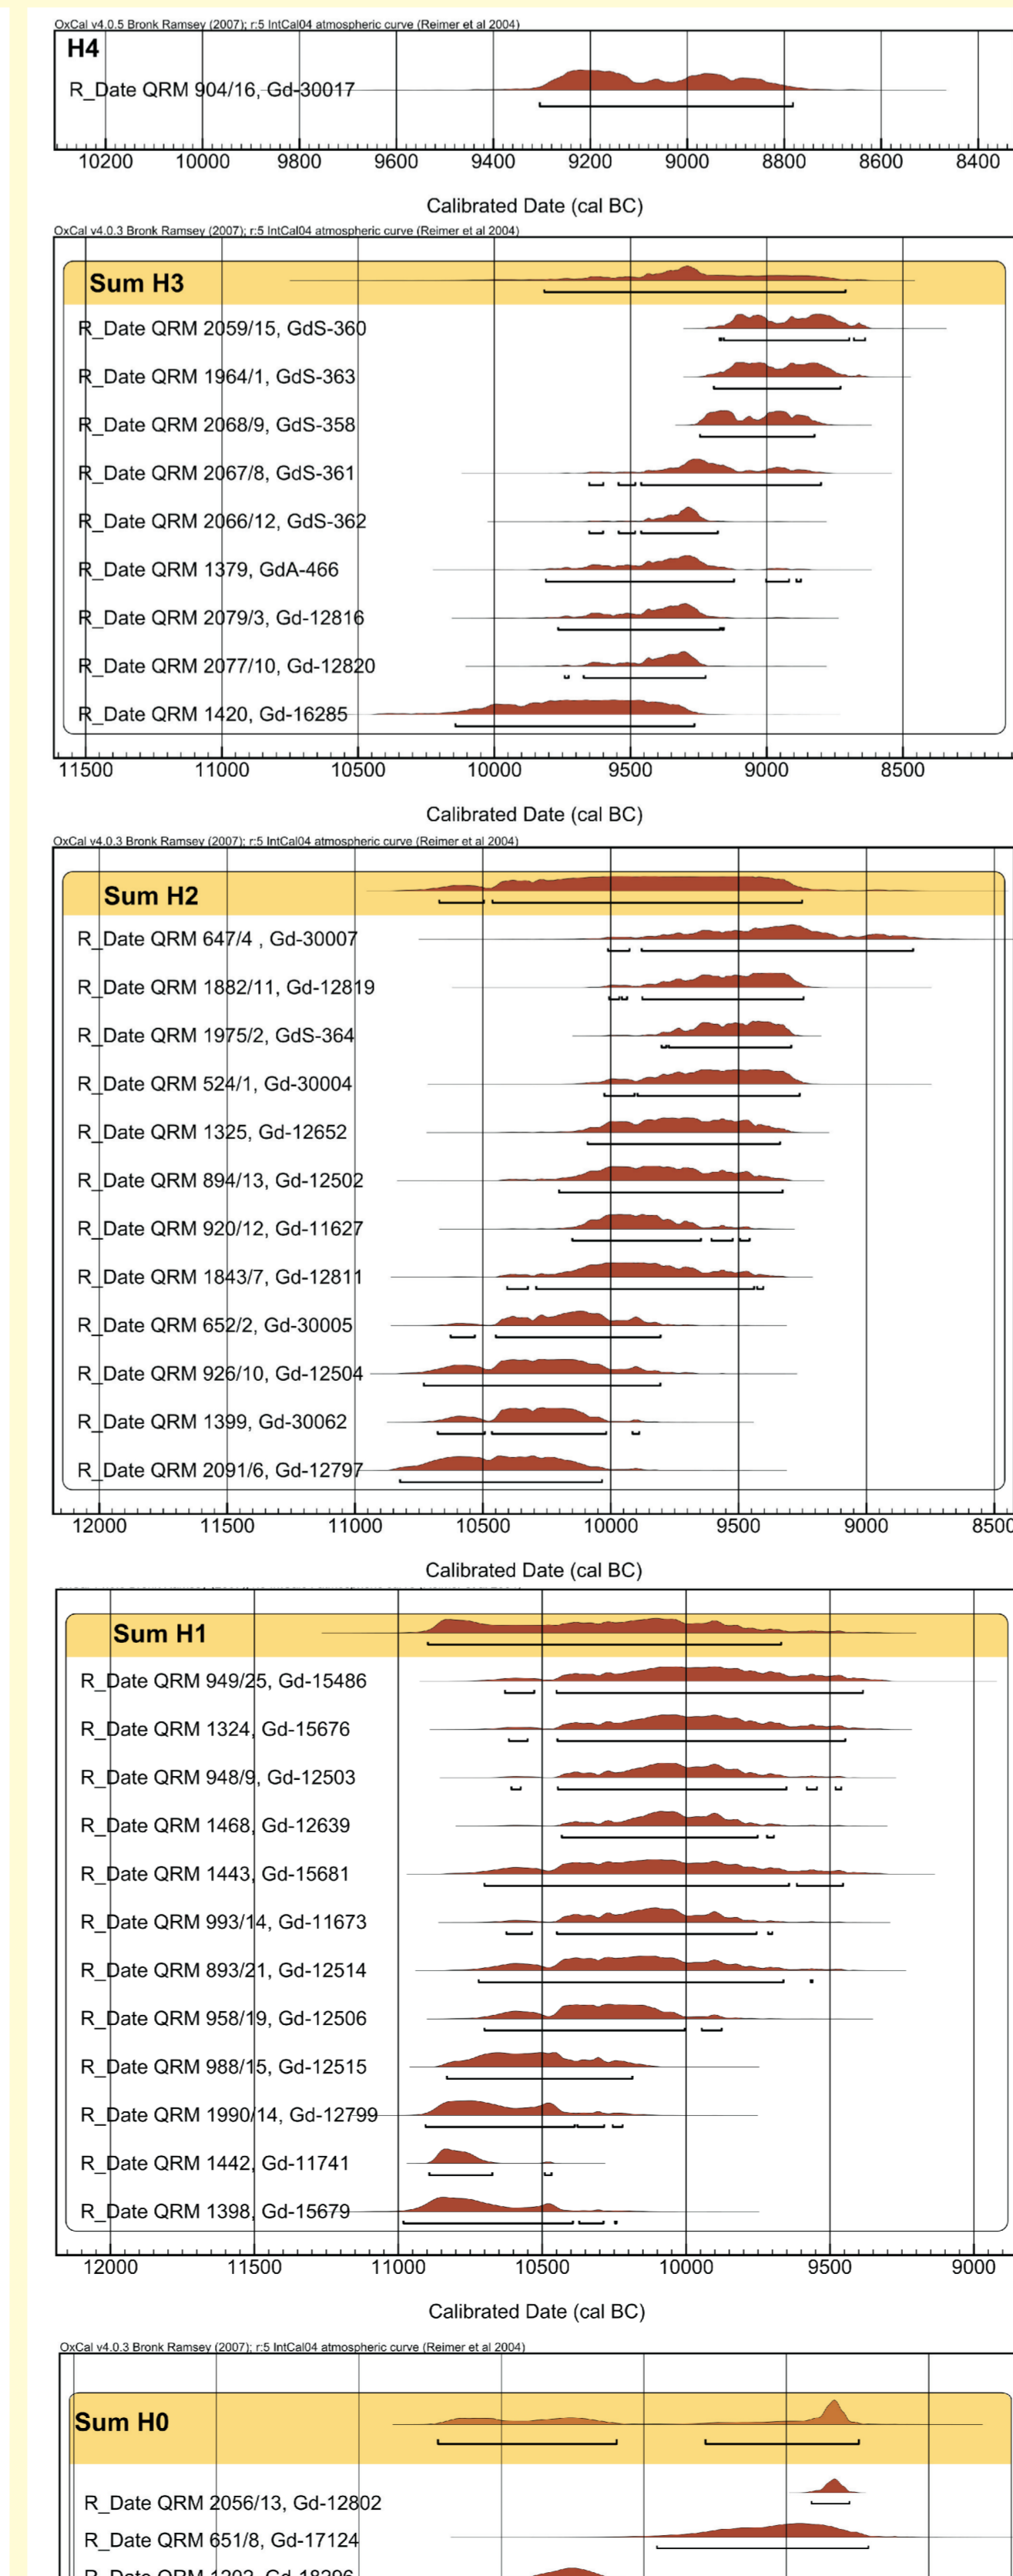 OxCal v4.0.5 Bronk Ramsey (2007); r:5 IntCal04 atmospheric curve (Reimer et al 2004)
H4
R_Date QRM 904/16, Gd-30017
10200 10000 9800 9600 9400 9200 9000 8800 8600 8400
Calibrated Date (cal BC)
OxCal v4.0.3 Bronk Ramsey (2007); r:5 IntCal04 atmospheric curve (Reimer et al 2004)
Sum H3
R_Date QRM 2059/15, GdS-360
R_Date QRM 1964/1, GdS-363
R_Date QRM 2068/9, GdS-358
R_Date QRM 2067/8, GdS-361
R_Date QRM 2066/12, GdS-362
R_Date QRM 1379, GdA-466
R_Date QRM 2079/3, Gd-12816
R_Date QRM 2077/10, Gd-12820
R_Date QRM 1420, Gd-16285
11500 11000 10500 10000 9500 9000 8500
Calibrated Date (cal BC)
OxCal v4.0.3 Bronk Ramsey (2007); r:5 IntCal04 atmospheric curve (Reimer et al 2004)
Sum H2
R_Date QRM 647/4 , Gd-30007
R_Date QRM 1882/11, Gd-12819
R_Date QRM 1975/2, GdS-364
R_Date QRM 524/1, Gd-30004
R_Date QRM 1325, Gd-12652
R_Date QRM 894/13, Gd-12502
R_Date QRM 920/12, Gd-11627
R_Date QRM 1843/7, Gd-12811
R_Date QRM 652/2, Gd-30005
R_Date QRM 926/10, Gd-12504
R_Date QRM 1399, Gd-30062
R_Date QRM 2091/6, Gd-12797
12000 11500 11000 10500 10000 9500 9000 8500
Calibrated Date (cal BC)
Sum H1
R_Date QRM 949/25, Gd-15486
R_Date QRM 1324, Gd-15676
R_Date QRM 948/9, Gd-12503
R_Date QRM 1468, Gd-12639
R_Date QRM 1443, Gd-15681
R_Date QRM 993/14, Gd-11673
R_Date QRM 893/21, Gd-12514
R_Date QRM 958/19, Gd-12506
R_Date QRM 988/15, Gd-12515
R_Date QRM 1990/14, Gd-12799
R_Date QRM 1442, Gd-11741
R_Date QRM 1398, Gd-15679
12000 11500 11000 10500 10000 9500 9000
Calibrated Date (cal BC)
OxCal v4.0.3 Bronk Ramsey (2007); r:5 IntCal04 atmospheric curve (Reimer et al 2004)
Sum H0
R_Date QRM 2056/13, Gd-12802
R_Date QRM 651/8, Gd-17124